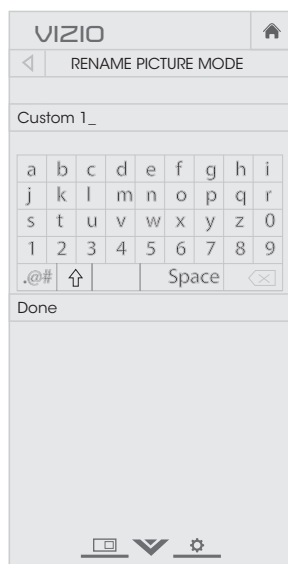 VIZIO
RENAME PICTURE MODE
Custom 1_
a b c d e f g h i
j k l m n o p q r
s t u v w x y z 0
1 2 3 4 5 6 7 8 9
.@# Space
Done